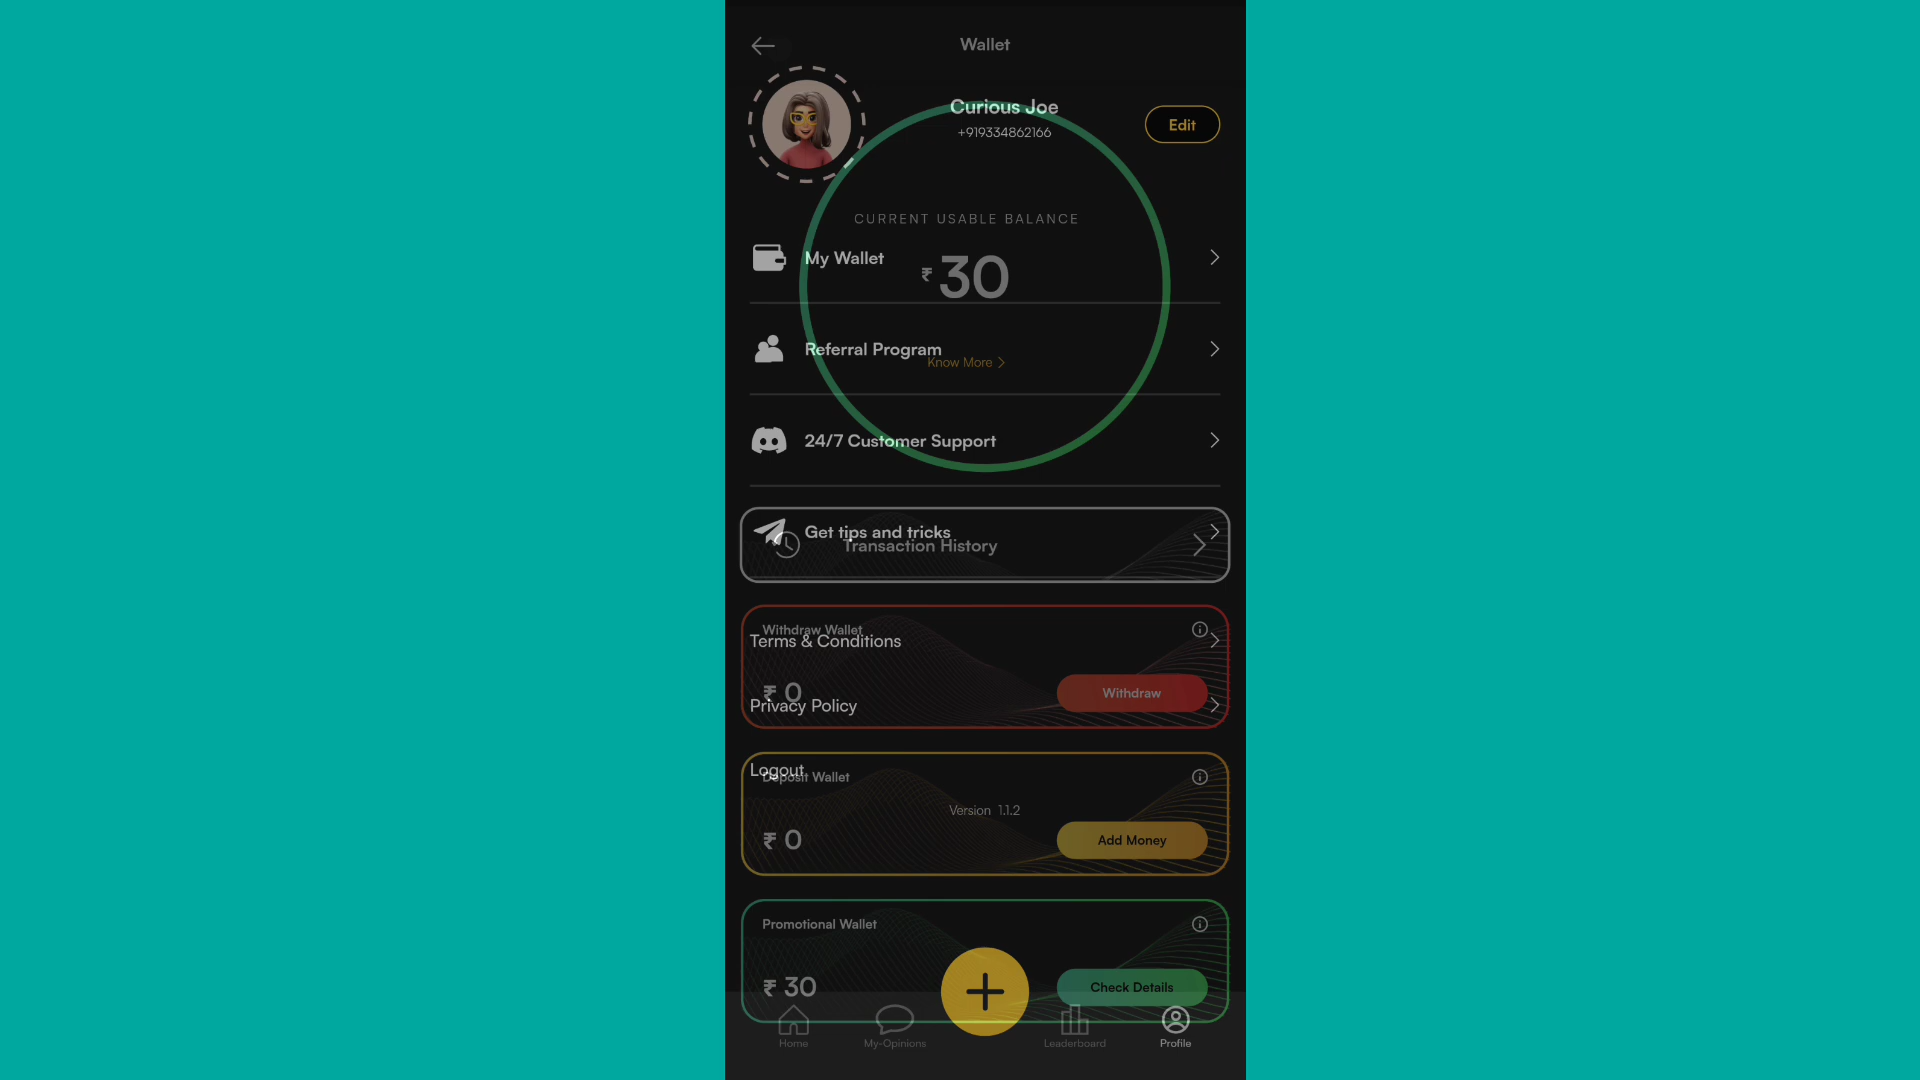 Wallet
Curious Joe
+919334862166
Edit
CURRENT USABLE BALANCE
My Wallet
₹ 30
Referral Program
Know More
24/7 Customer Support
Get tips and tricks
Transaction History
Withdraw Wallet
Terms & Conditions
₹ 0
Withdraw
Privacy Policy
Logout
Deposit Wallet
Version 1.1.2
₹ 0
Add Money
Promotional Wallet
₹ 30
Check Details
Home
My-Opinions
Leaderboard
Profile